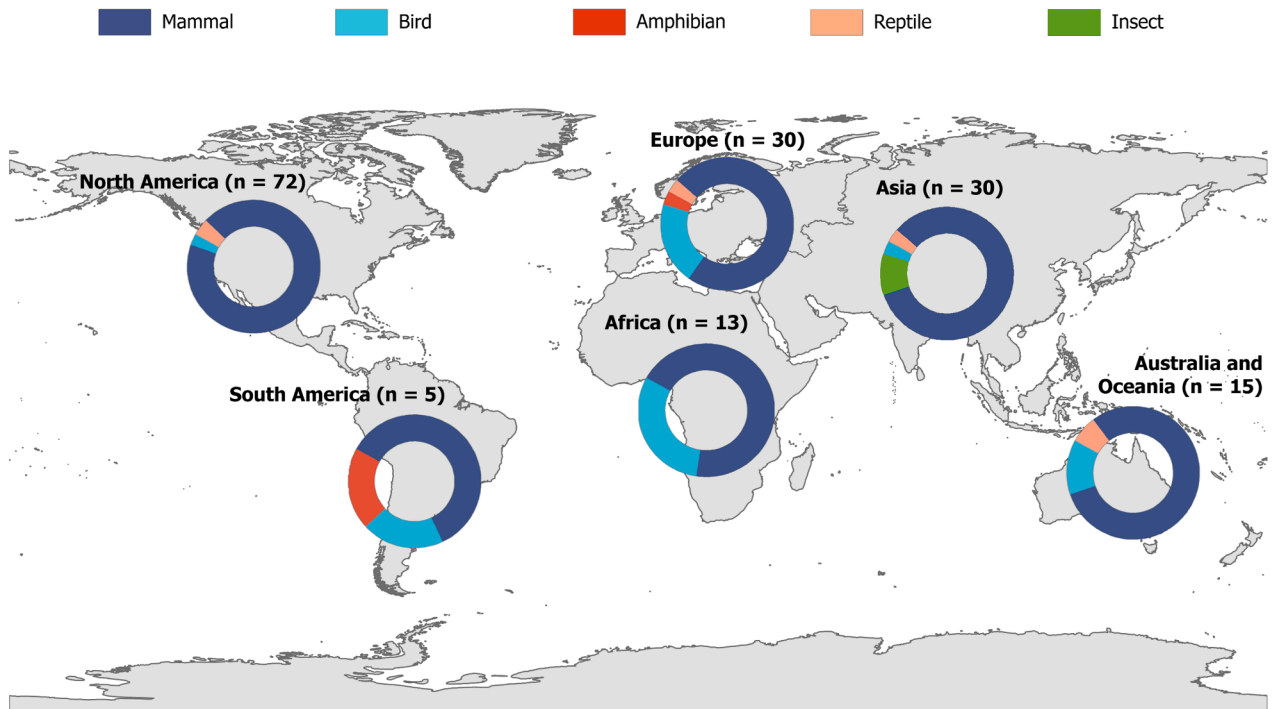 Mammal
Bird
Amphibian
Reptile
Insect
Europe (n = 30)
North America (n = 72)
Asia (n = 30)
Africa (n = 13)
Australia and
Oceania (n = 15)
South America (n = 5)